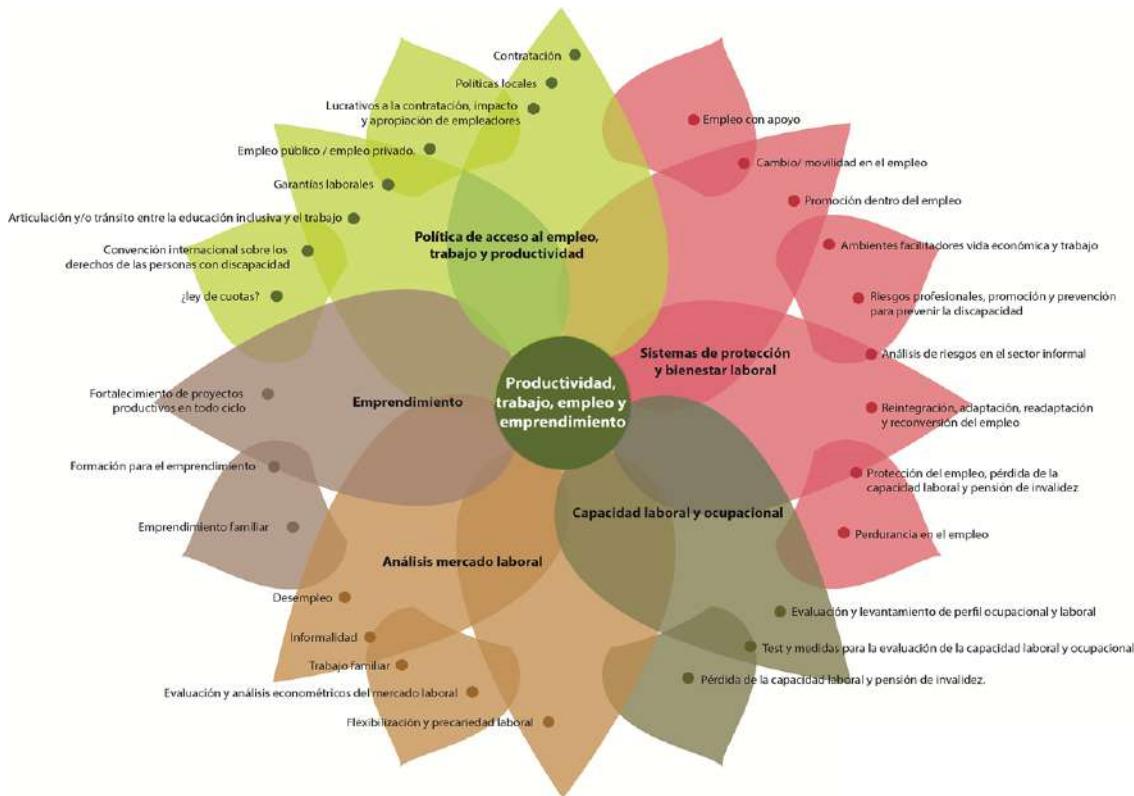 Contratación
Políticas locales
Lucrativos a la contratación, impacto
y apropiación de empleadores
Empleo público / empleo privado.
Garantías laborales
Articulación y/o tránsito entre la educación inclusiva y el trabajo
Convención internacional sobre los
derechos de las personas con discapacidad
¿ley de cuotas?
Política de acceso al empleo,
trabajo y productividad
Empleo con apoyo
Cambio/ movilidad en el empleo
Promoción dentro del empleo
Ambientes facilitadores vida económica y trabajo
Riesgos profesionales, promoción y prevención
para prevenir la discapacidad
Análisis de riesgos en el sector informal
Reintegración, adaptación, readaptación
y reconversión del empleo
Protección del empleo, pérdida de la
capacidad laboral y pensión de invalidez
Perdurancia en el empleo
Sistemas de protección
y bienestar laboral
Productividad,
trabajo, empleo y
emprendimiento
Emprendimiento
Fortalecimiento de proyectos
productivos en todo ciclo
Formación para el emprendimiento
Emprendimiento familiar
Capacidad laboral y ocupacional
Evaluación y levantamiento de perfil ocupacional y laboral
Test y medidas para la evaluación de la capacidad laboral y ocupacional
Pérdida de la capacidad laboral y pensión de invalidez.
Análisis mercado laboral
Desempleo
Informalidad
Trabajo familiar
Evaluación y análisis econométricos del mercado laboral
Flexibilización y precariedad laboral